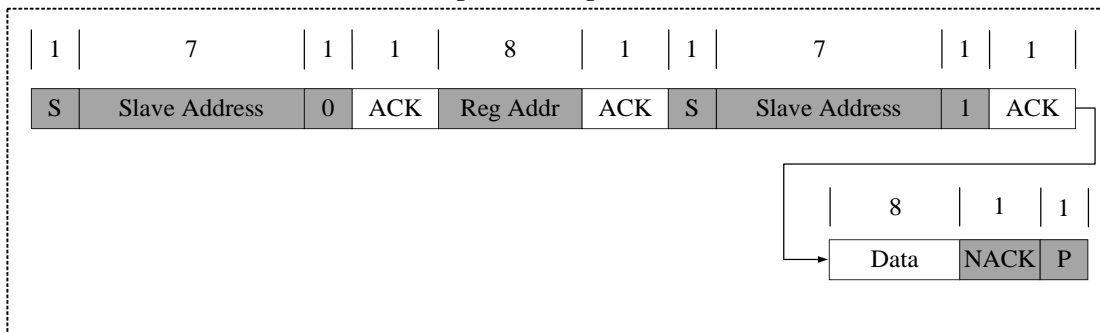 1 7 1 1 8 1 1 7 1 1
S Slave Address 0 ACK Reg Addr ACK S Slave Address 1 ACK
8 1 1
Data NACK P